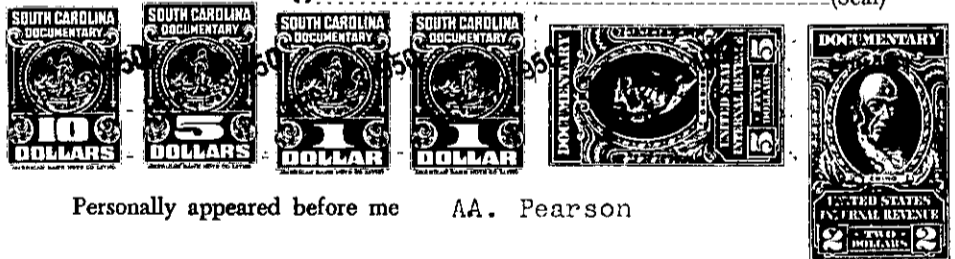 (Seal)
SOUTH CAROLINA DOCUMENTARY 10 DOLLARS
SOUTH CAROLINA DOCUMENTARY 5 DOLLARS
SOUTH CAROLINA DOCUMENTARY 1 DOLLAR
SOUTH CAROLINA DOCUMENTARY 1 DOLLAR
DOCUMENTARY UNITED STATES INTERNAL REVENUE 5 DOLLARS 5
DOCUMENTARY
UNITED STATES
INTERNAL REVENUE
2 TWO DOLLARS 2
Personally appeared before me AA. Pearson